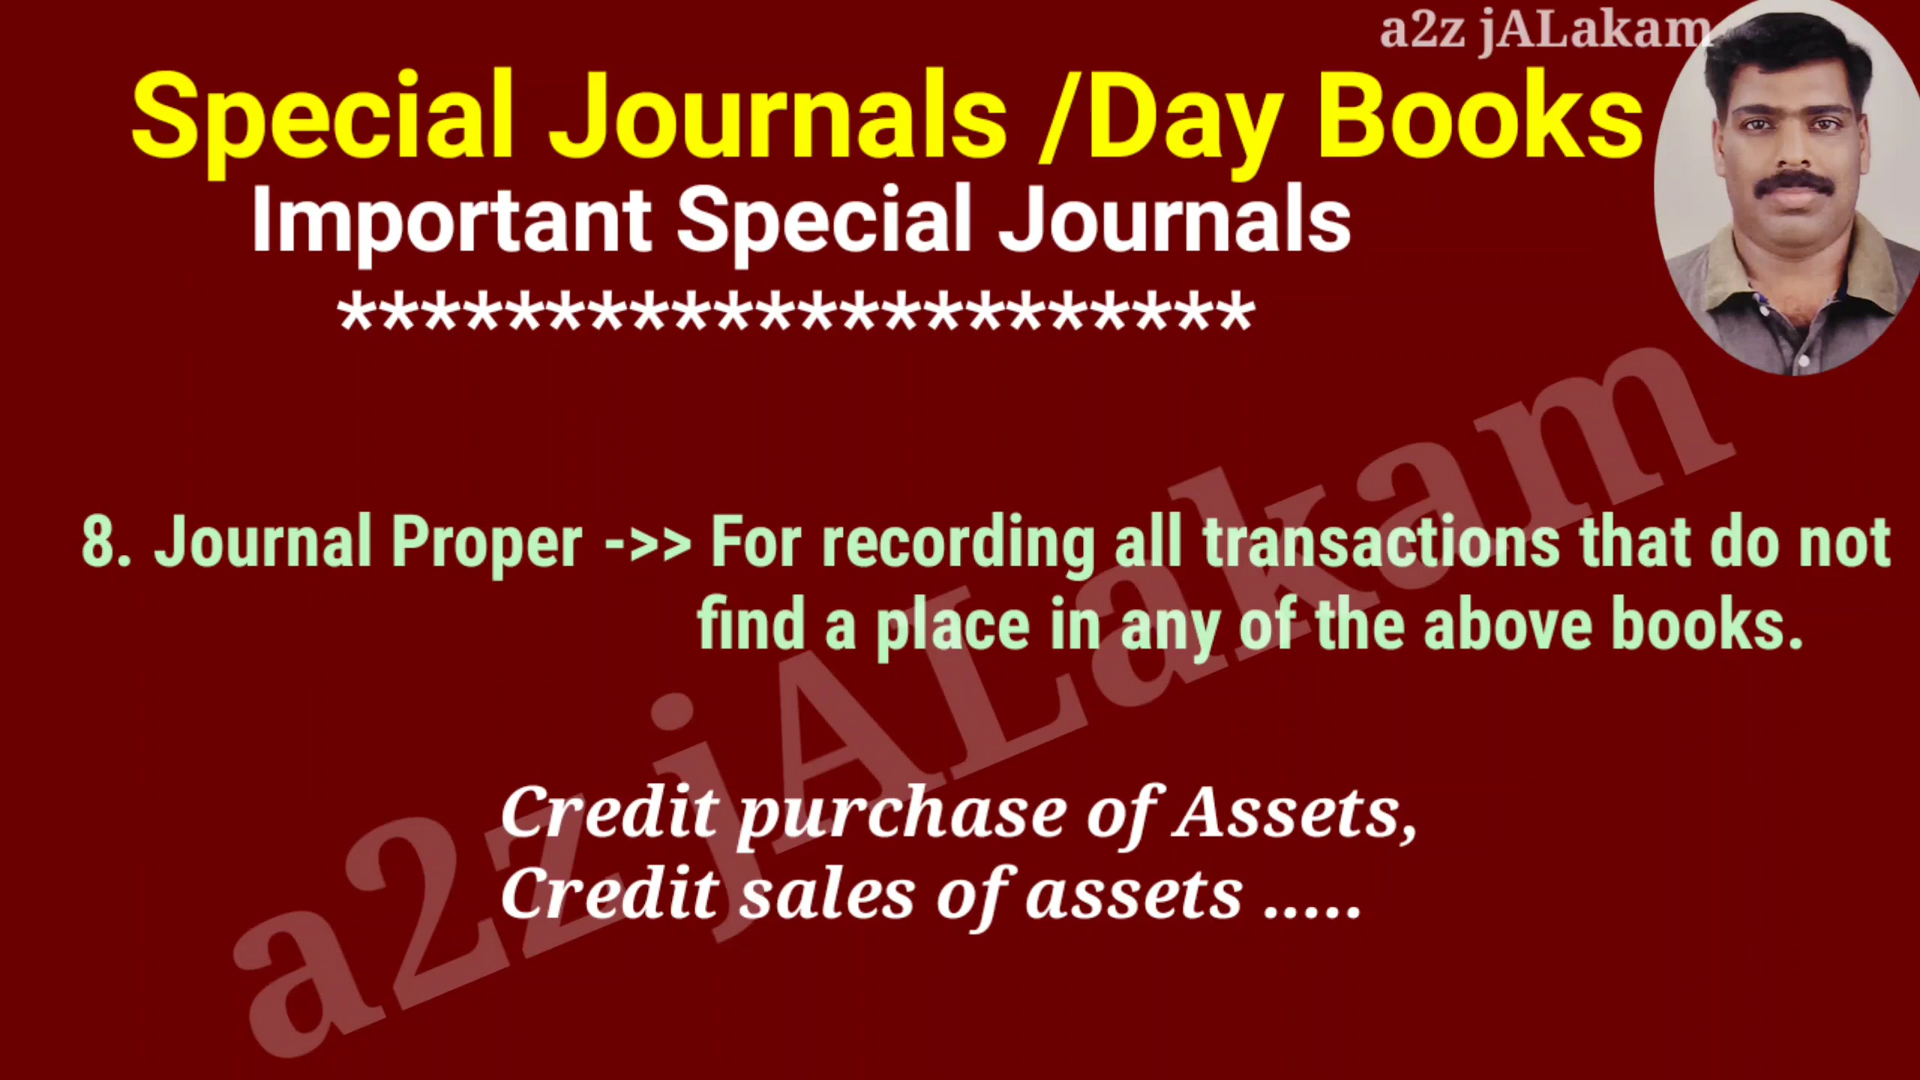 a2z jALakam
Special Journals /Day Books
Important Special Journals
**********************
8. Journal Proper ->> For recording all transactions that do not
find a place in any of the above books.
a2z jALakam
Credit purchase of Assets,
Credit sales of assets .....